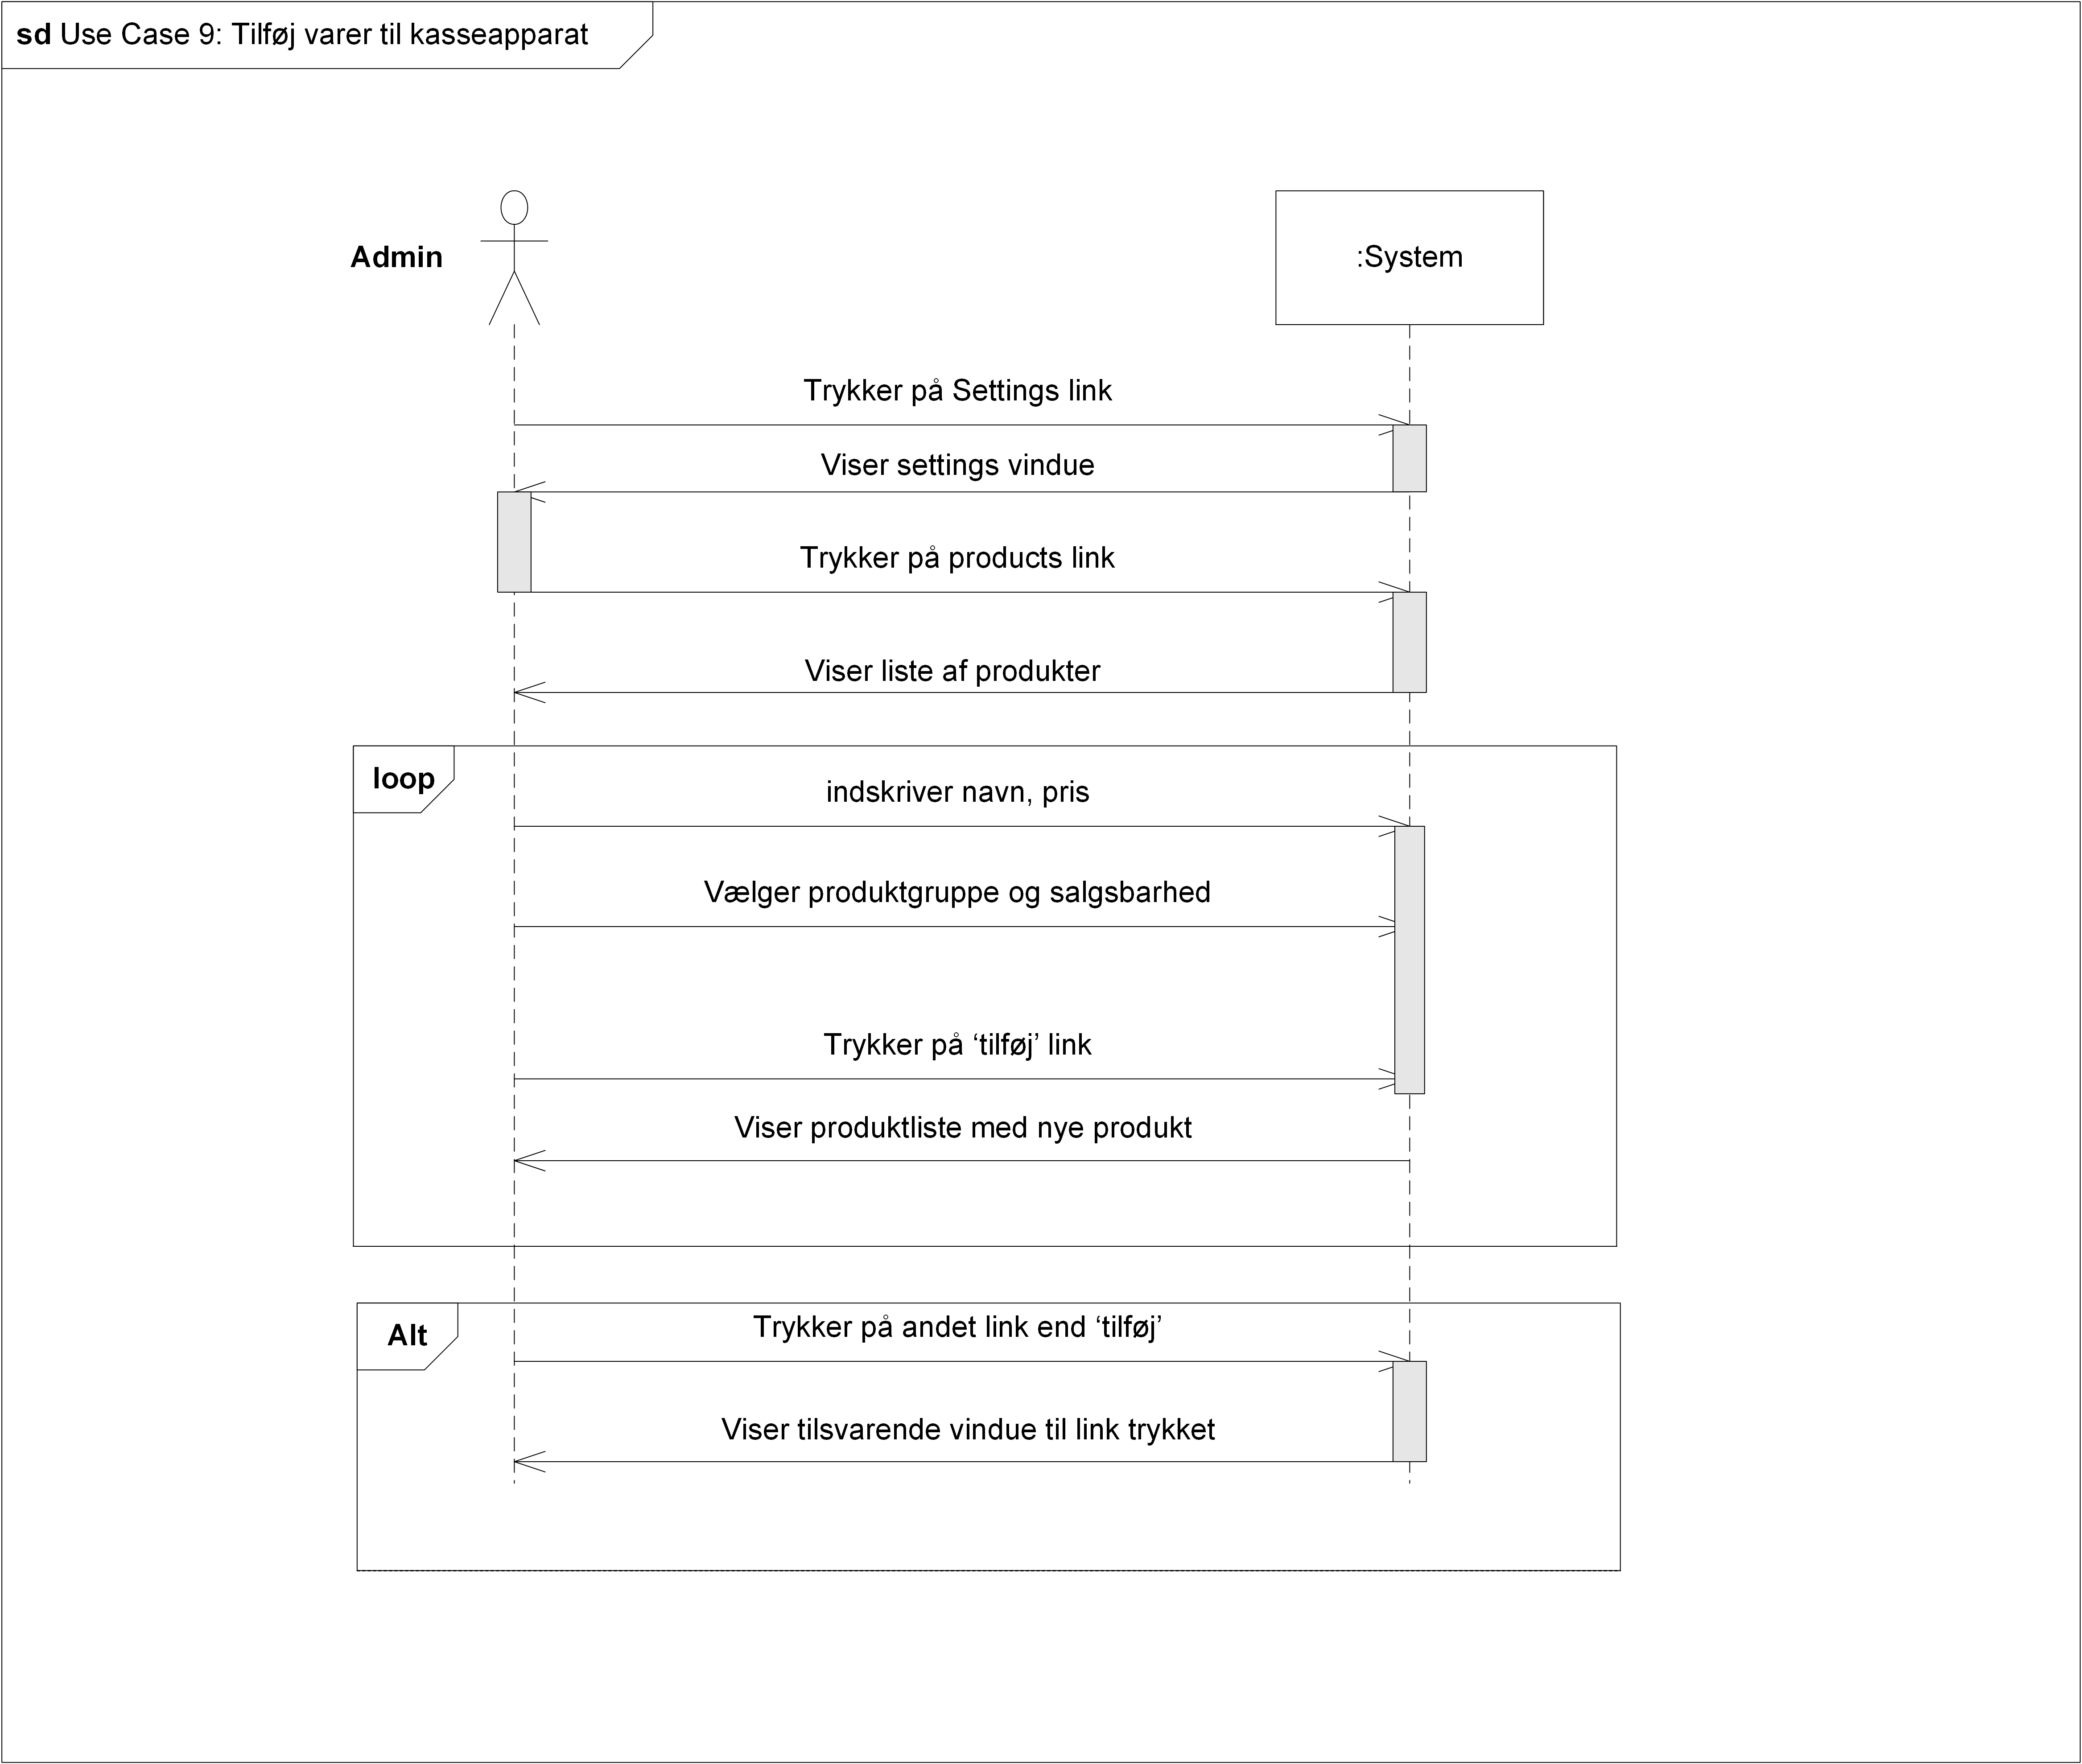 sd Use Case 9: Tilføj varer til kasseapparat
Admin
:System
Trykker på Settings link
Viser settings vindue
Trykker på products link
Viser liste af produkter
loop
indskriver navn, pris
Vælger produktgruppe og salgsbarhed
Trykker på ‘tilføj’ link
Viser produktliste med nye produkt
Alt
Trykker på andet link end ‘tilføj’
Viser tilsvarende vindue til link trykket